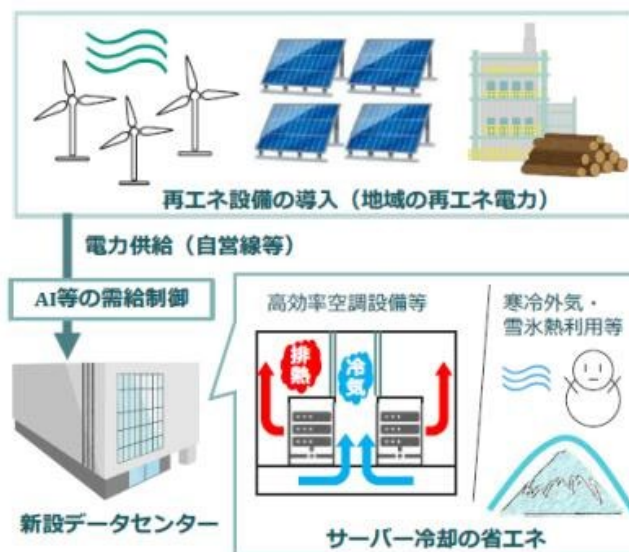 再エネ設備の導入（地域の再エネ電力）
電力供給（自営線等）
AI等の需給制御
新設データセンター
高効率空調設備等
排熱
冷気
寒冷外気・
雪氷熱利用等
サーバー冷却の省エネ